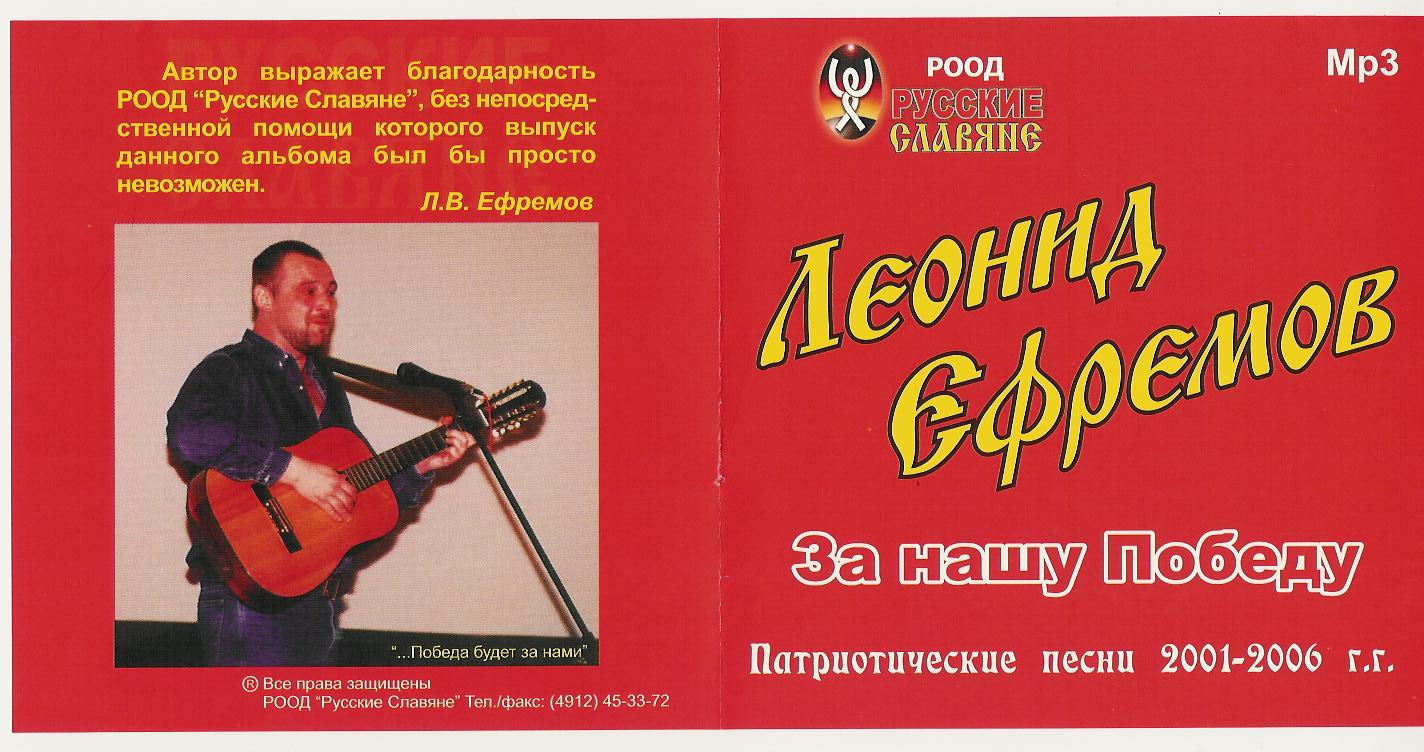 Автор выражает благодарность
РООД “Русские Славяне”, без непосред-
ственной помощи которого выпуск
данного альбома был бы просто
невозможен.
Л.В. Ефремов
“...Победа будет за нами”
® Все права защищены
РООД “Русские Славяне” Тел./факс: (4912) 45-33-72
РООД
РУССКИЕ
СЛАВЯНЕ
Mp3
Леонид
Ефремов
За нашу Победу
Патриотические песни 2001-2006 г.г.